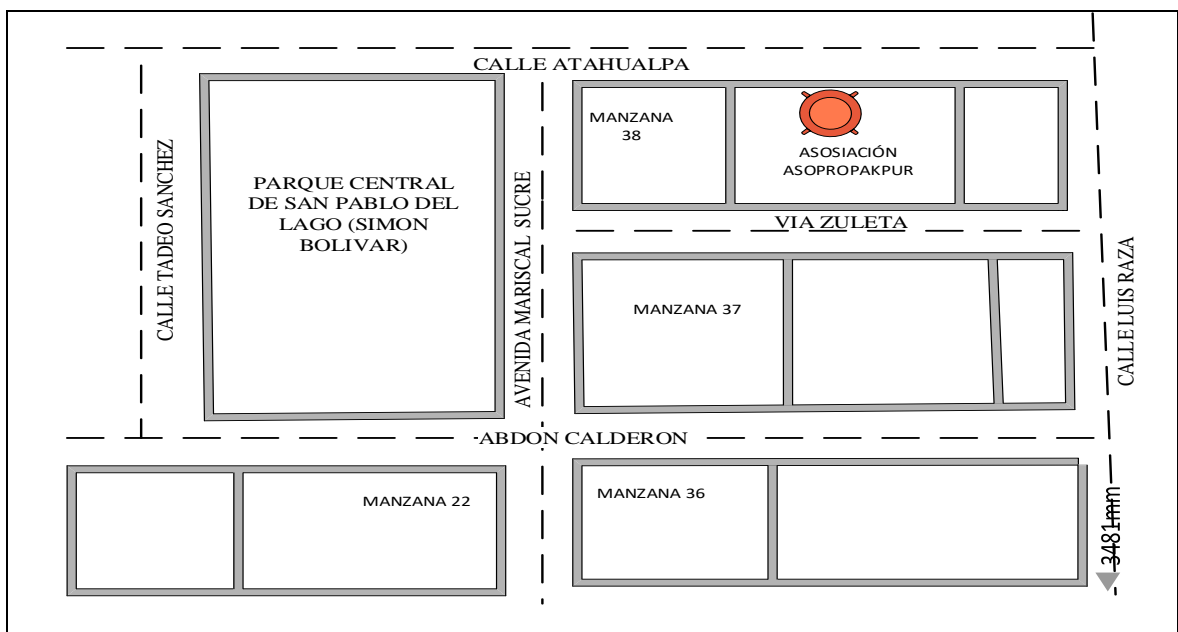 CALLE ATAHUALPA
CALLE TADEO SANCHEZ
PARQUE CENTRAL
DE SAN PABLO DEL
LAGO (SIMON
BOLIVAR)
AVENIDA MARISCAL SUCRE
MANZANA
38
ASOSIACIÓN
ASOPROPAKPUR
VIA ZULETA
MANZANA 37
CALLE LUIS RAZA
ABDON CALDERON
MANZANA 22
MANZANA 36
3481mm